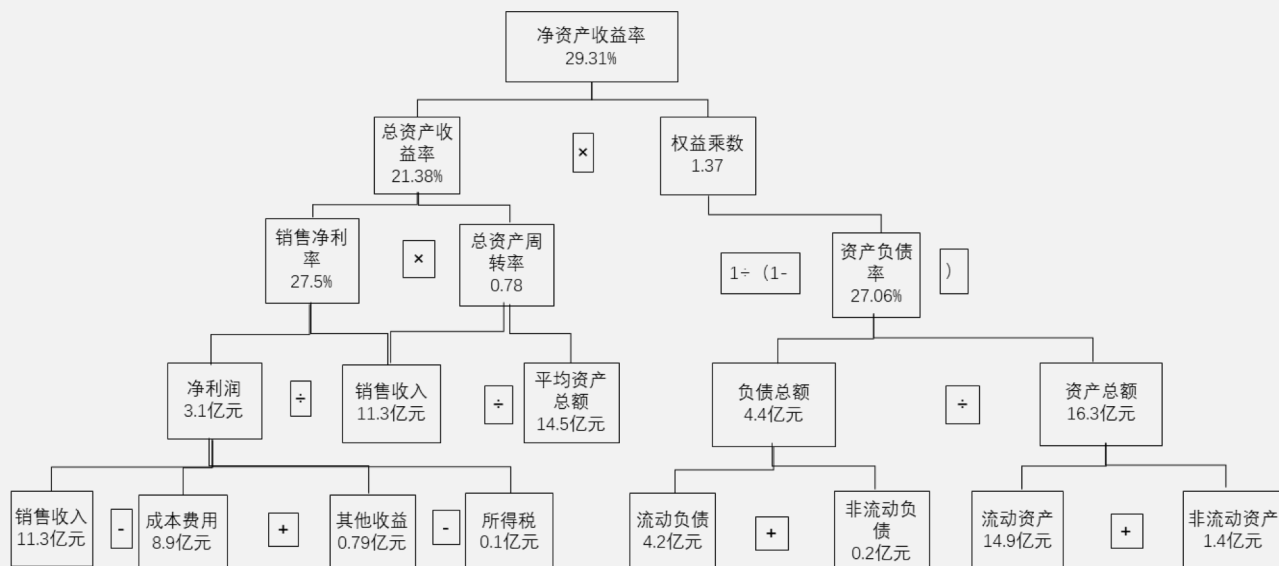 净资产收益率
29.31%
总资产收
益率
21.38%
×
权益乘数
1.37
销售净利
率
27.5%
×
总资产周
转率
0.78
1÷（1-
资产负债
率
27.06%
）
净利润
3.1亿元
÷
销售收入
11.3亿元
÷
平均资产
总额
14.5亿元
负债总额
4.4亿元
÷
资产总额
16.3亿元
销售收入
11.3亿元
-
成本费用
8.9亿元
+
其他收益
0.79亿元
-
所得税
0.1亿元
流动负债
4.2亿元
+
非流动负
债
0.2亿元
流动资产
14.9亿元
+
非流动资产
1.4亿元